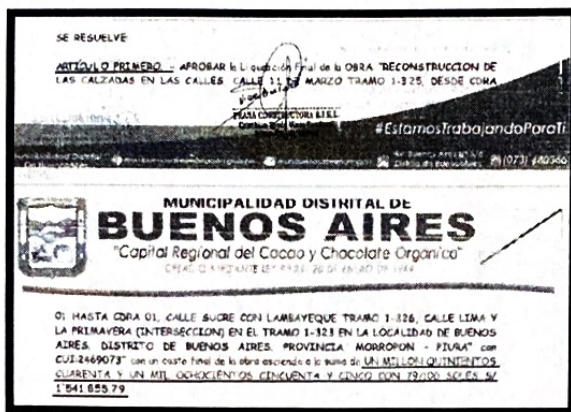 SE RESUELVE
ARTÍCULO PRIMERO. - APROBAR la Liquidación Final de la OBRA "RECONSTRUCCION DE
LAS CALZADAS EN LAS CALLES, CALLE 11 DE MARZO TRAMO 1-325, DESDE CDRA
#EstamosTrabajandoParaTi
(073)
MUNICIPALIDAD DISTRITAL DE
BUENOS AIRES
"Capital Regional del Cacao y Chocolate Organico"
01 HASTA CDRA 01, CALLE SUCRE CON LAMBAYEQUE TRAMO 1-326, CALLE LIMA Y
LA PRIMAVERA (INTERSECCION) EN EL TRAMO 1-323 EN LA LOCALIDAD DE BUENOS
AIRES, DISTRITO DE BUENOS AIRES, PROVINCIA MORROPON - PIURA" con
CUI:2469073" con un costo final de la obra asciende a la suma de UN MILLON QUINIENTOS
CUARENTA Y UN MIL OCHOCIENTOS CINCUENTA Y CINCO CON 79/100 SOLES S/
1'541 855.79